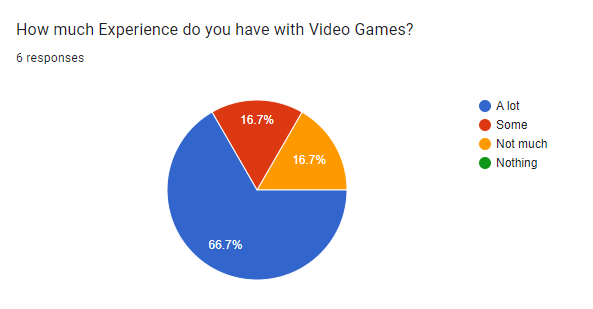 How much Experience do you have with Video Games?
6 responses
16.7%
16.7%
66.7%
A lot
Some
Not much
Nothing